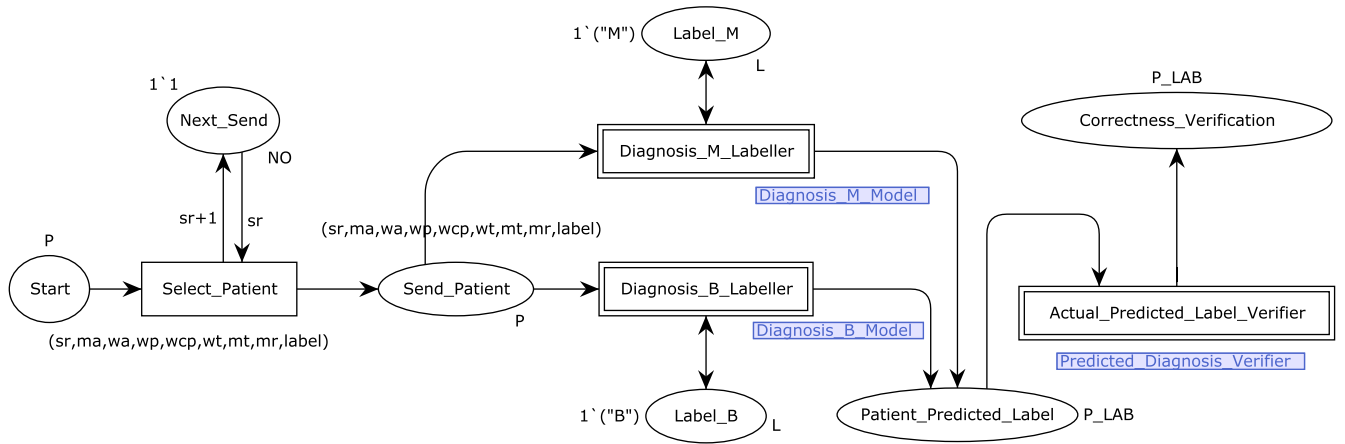 1`("M")
Label_M
L
1`1
Next_Send
NO
P_LAB
Correctness_Verification
Diagnosis_M_Labeller
Diagnosis_M_Model
sr+1
sr
(sr,ma,wa,wp,wcp,wt,mt,mr,label)
P
Start
Select_Patient
(sr,ma,wa,wp,wcp,wt,mt,mr,label)
Send_Patient
P
Diagnosis_B_Labeller
Diagnosis_B_Model
Actual_Predicted_Label_Verifier
Predicted_Diagnosis_Verifier
1`("B")
Label_B
L
Patient_Predicted_Label
P_LAB